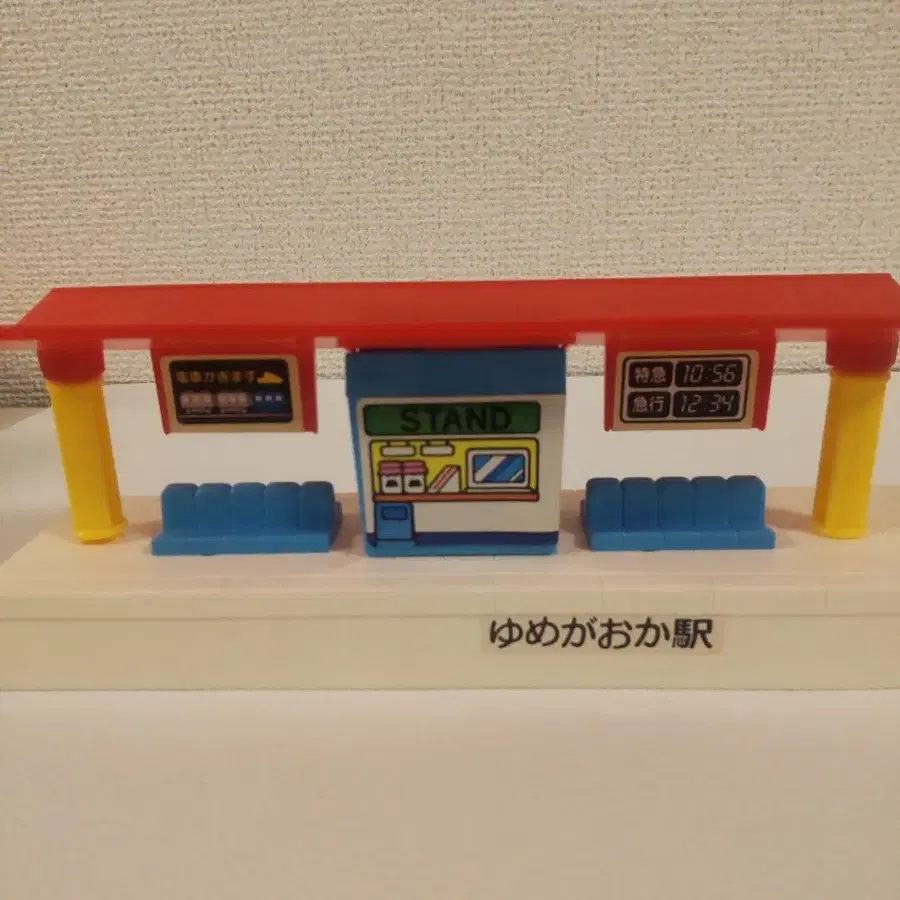 電車がきます
STAND
特急 10:56
急行 12:34
ゆめがおか駅